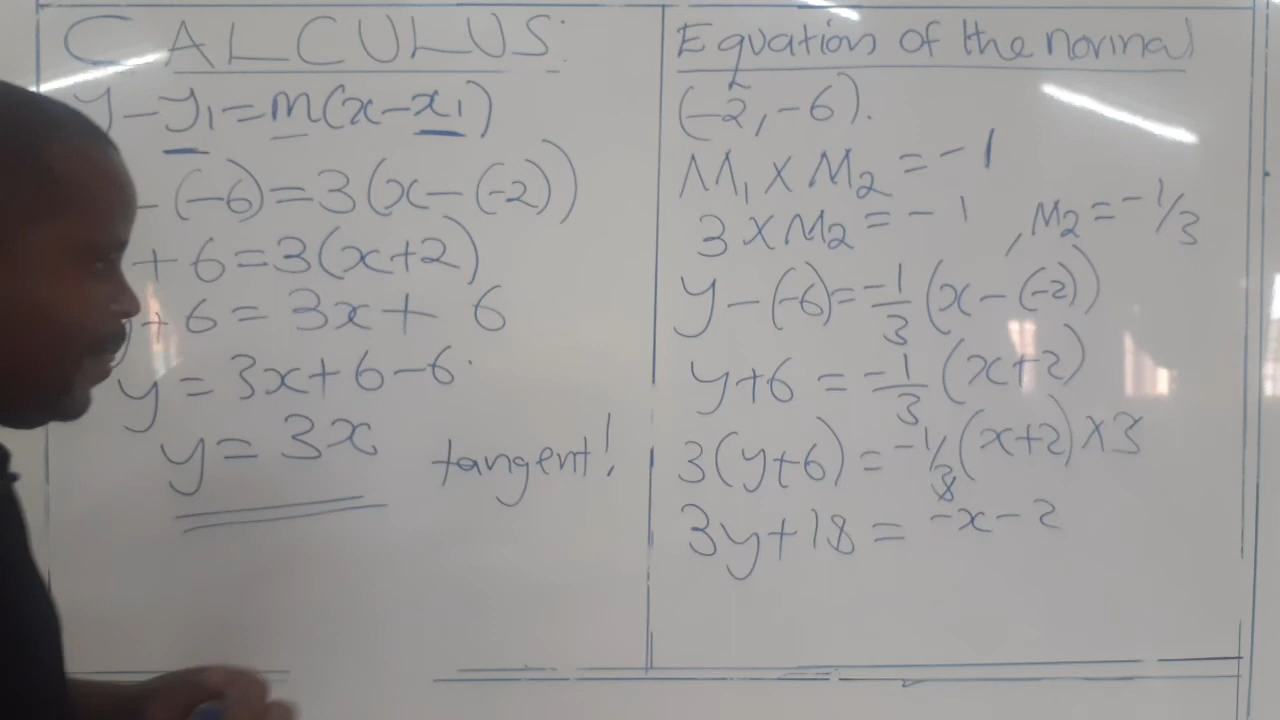 CALCULUS:
y-y₁=m(x-x₁)
-(-6)=3(x-(-2))
+6=3(x+2)
y+6=3x+6
y=3x+6-6.
y=3x tangent!
Equation of the normal
(-2,-6).
M₁×M₂=-1
3×M₂=-1, M₂=-1/3
y-(-6)=-1/3(x-(-2))
y+6=-1/3(x+2)
3(y+6)=-1/3(x+2)×3
3y+18=-x-2